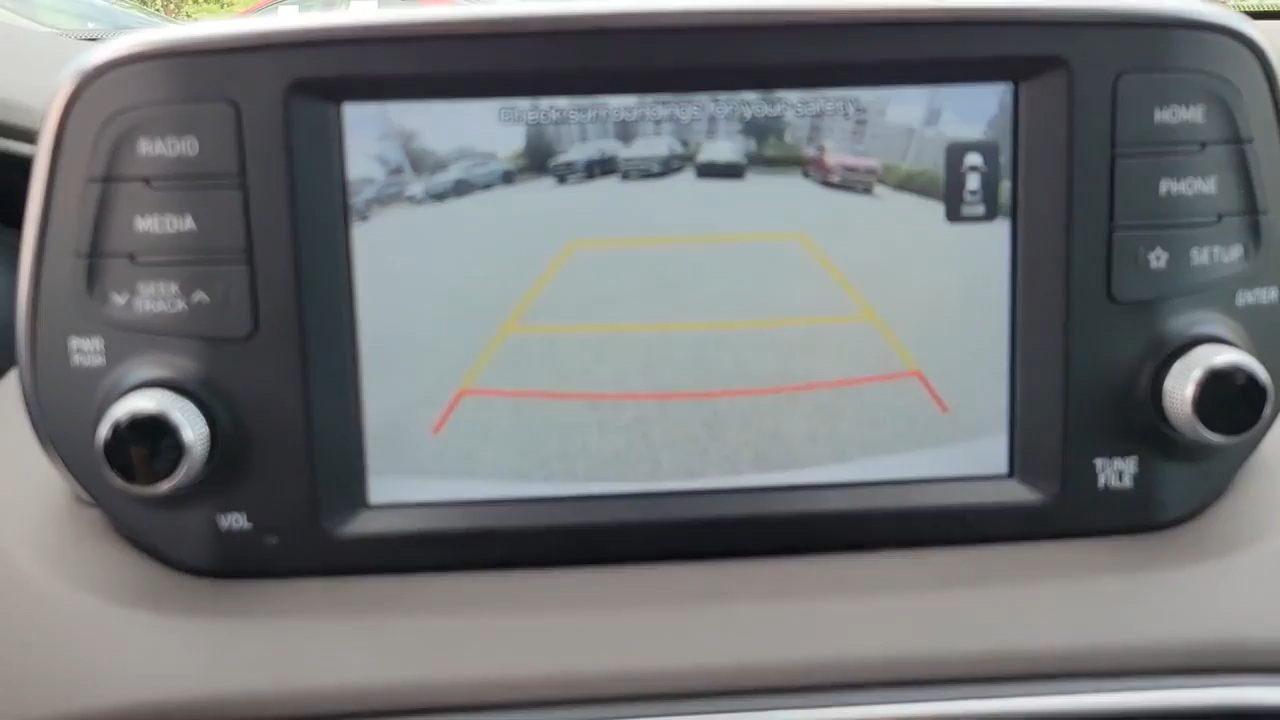 Check surroundings for your safety.
RADIO
MEDIA
SEEK
TRACK
PWR
PUSH
VOL
HOME
PHONE
SETUP
ENTER
TUNE
FILE